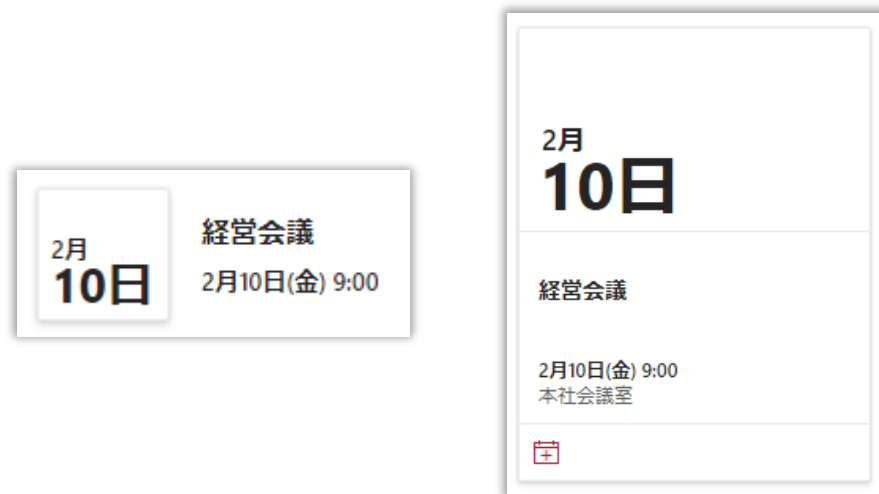 2月
10日
経営会議
2月10日(金) 9:00
2月
10日
経営会議
2月10日(金) 9:00
本社会議室